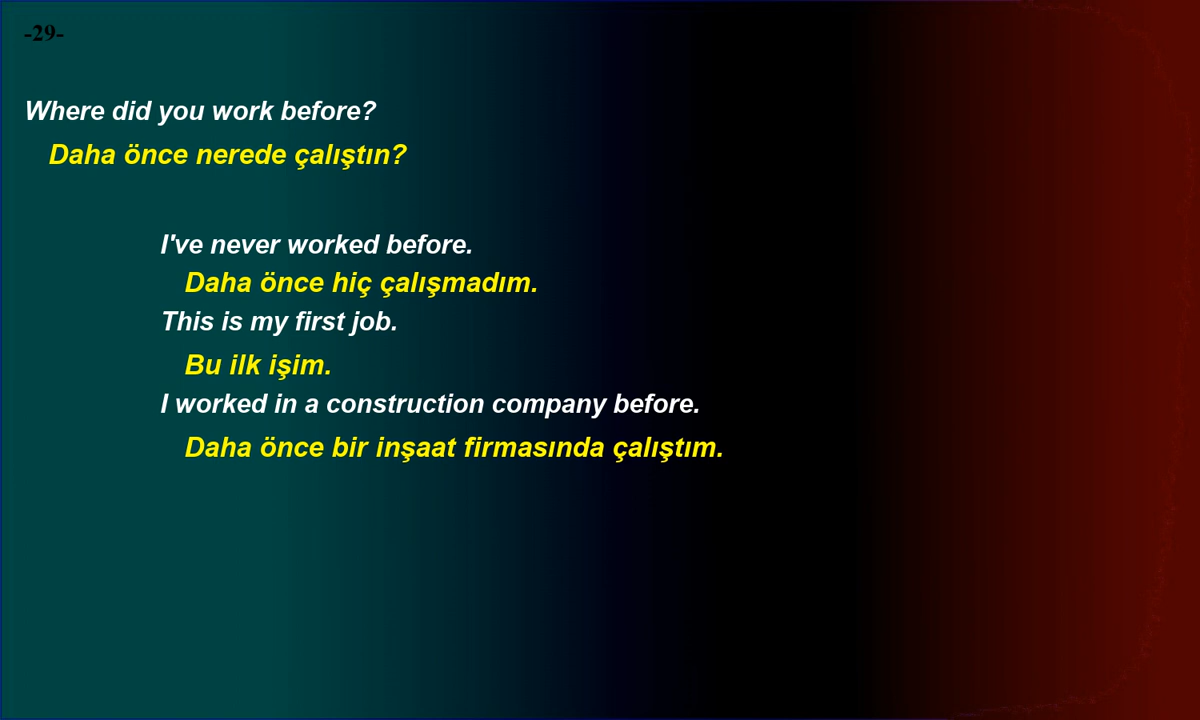 -29-
Where did you work before?
Daha önce nerede çalıştın?
I've never worked before.
Daha önce hiç çalışmadım.
This is my first job.
Bu ilk işim.
I worked in a construction company before.
Daha önce bir inşaat firmasında çalıştım.